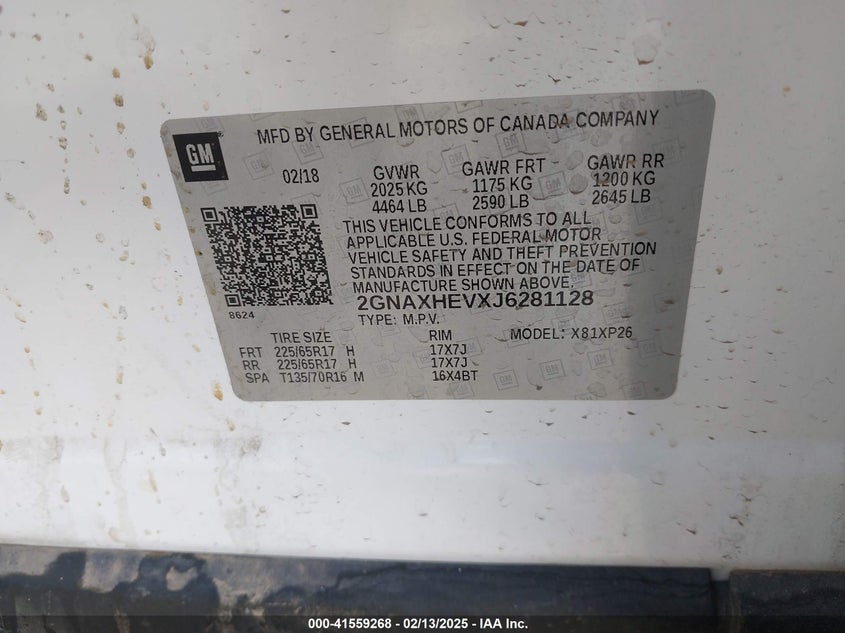 GM
MFD BY GENERAL MOTORS OF CANADA COMPANY
02/18 GVWR GAWR FRT GAWR RR
2025 KG 1175 KG 1200 KG
4464 LB 2590 LB 2645 LB
THIS VEHICLE CONFORMS TO ALL
APPLICABLE U.S. FEDERAL MOTOR
VEHICLE SAFETY AND THEFT PREVENTION
STANDARDS IN EFFECT ON THE DATE OF
MANUFACTURE SHOWN ABOVE.
8624
2GNAXHEVXJ6281128
TYPE: M.P.V.
TIRE SIZE RIM MODEL: X81XP26
FRT 225/65R17 H 17X7J
RR 225/65R17 H 17X7J
SPA T135/70R16 M 16X4BT
000-41559268 - 02/13/2025 - IAA Inc.